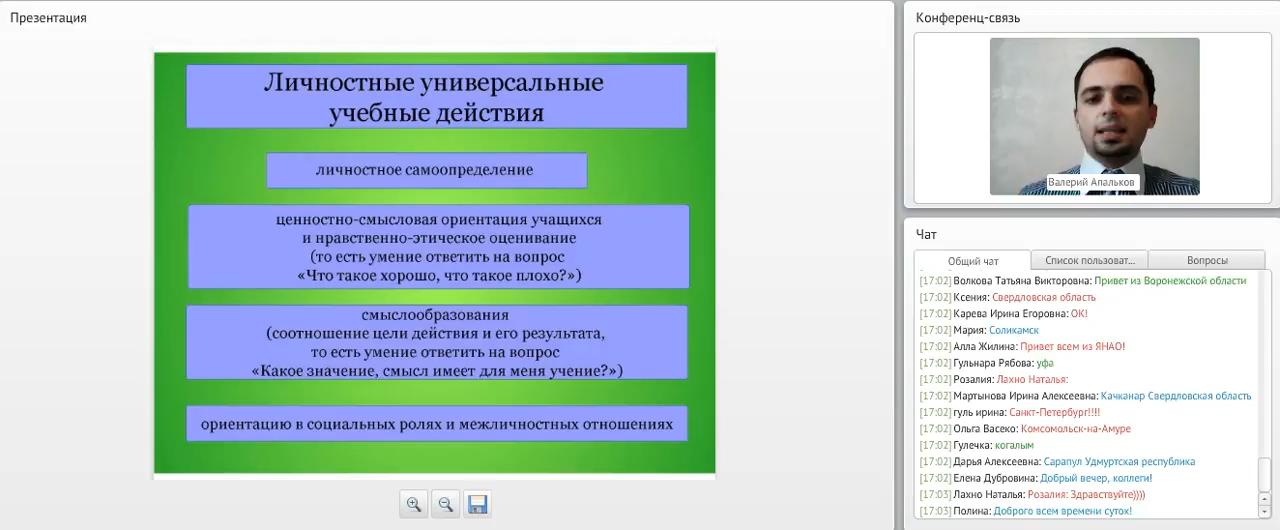 Презентация
Личностные универсальные
учебные действия
личностное самоопределение
ценностно-смысловая ориентация учащихся
и нравственно-этическое оценивание
(то есть умение ответить на вопрос
«Что такое хорошо, что такое плохо?»)
смыслообразования
(соотношение цели действия и его результата,
то есть умение ответить на вопрос
«Какое значение, смысл имеет для меня учение?»)
ориентацию в социальных ролях и межличностных отношениях
Конференц-связь
Валерий Апальков
Чат
Общий чат
Список пользоват...
Вопросы
[17:02] Волкова Татьяна Викторовна: Привет из Воронежской области
[17:02] Ксения: Свердловская область
[17:02] Карева Ирина Егоровна: ОК!
[17:02] Мария: Соликамск
[17:02] Алла Жилина: Привет всем из ЯНАО!
[17:02] Гульнара Рябова: уфа
[17:02] Розалия: Лахно Наталья:
[17:02] Мартынова Ирина Алексеевна: Качканар Свердловская область
[17:02] гуль ирина: Санкт-Петербург!!!!
[17:02] Ольга Васеко: Комсомольск-на-Амуре
[17:02] Гулечка: когалым
[17:02] Дарья Алексеевна: Сарапул Удмуртская республика
[17:02] Елена Дубровина: Добрый вечер, коллеги!
[17:03] Лахно Наталья: Розалия: Здравствуйте))))
[17:03] Полина: Доброго всем времени суток!